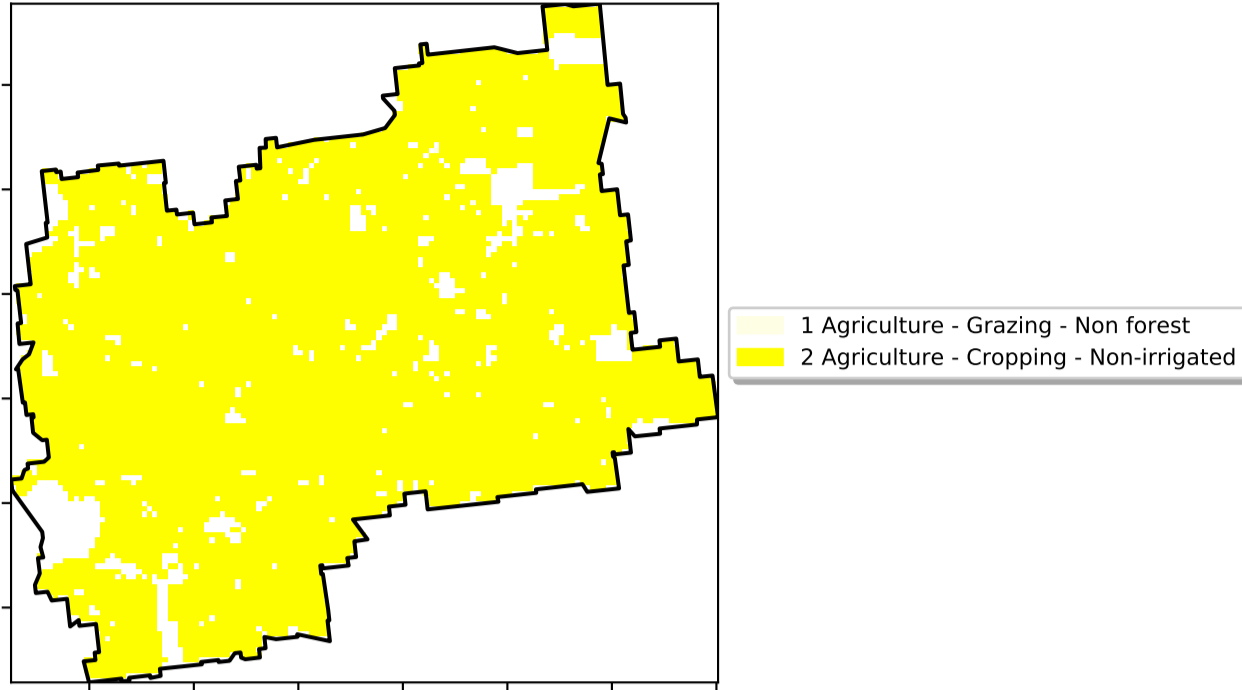 1 Agriculture - Grazing - Non forest
2 Agriculture - Cropping - Non-irrigated